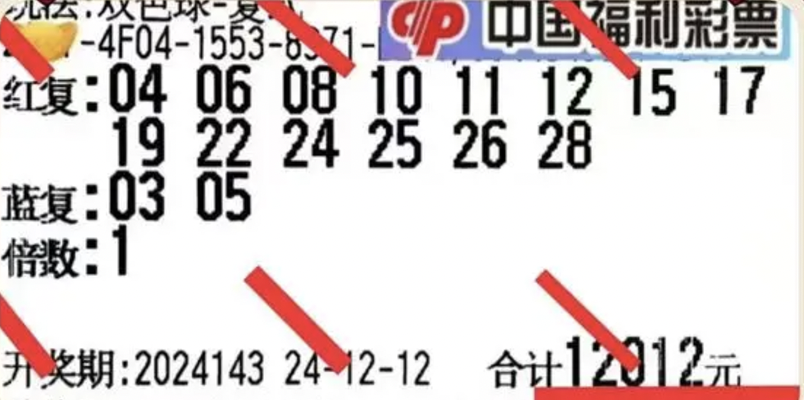 玩法:双色球-复式
-4F04-1553-8371-
中国福利彩票
红复:04 06 08 10 11 12 15 17
19 22 24 25 26 28
蓝复:03 05
倍数:1
开奖期:2024143 24-12-12 合计12012元